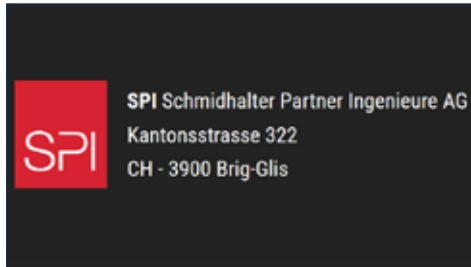 SPI
SPI Schmidhalter Partner Ingenieure AG
Kantonsstrasse 322
CH - 3900 Brig-Glis